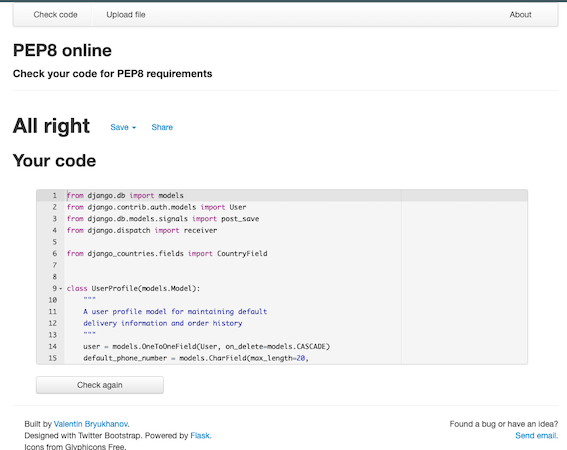 Check code Upload file About
PEP8 online
Check your code for PEP8 requirements
All right Save Share
Your code
1 from django.db import models
2 from django.contrib.auth.models import User
3 from django.db.models.signals import post_save
4 from django.dispatch import receiver
5
6 from django_countries.fields import CountryField
7
8
9 class UserProfile(models.Model):
10 """
11 A user profile model for maintaining default
12 delivery information and order history
13 """
14 user = models.OneToOneField(User, on_delete=models.CASCADE)
15 default_phone_number = models.CharField(max_length=20,
Check again
Built by Valentin Bryukhanov. Found a bug or have an idea?
Designed with Twitter Bootstrap. Powered by Flask. Send email.
Icons from Glyphicons Free.